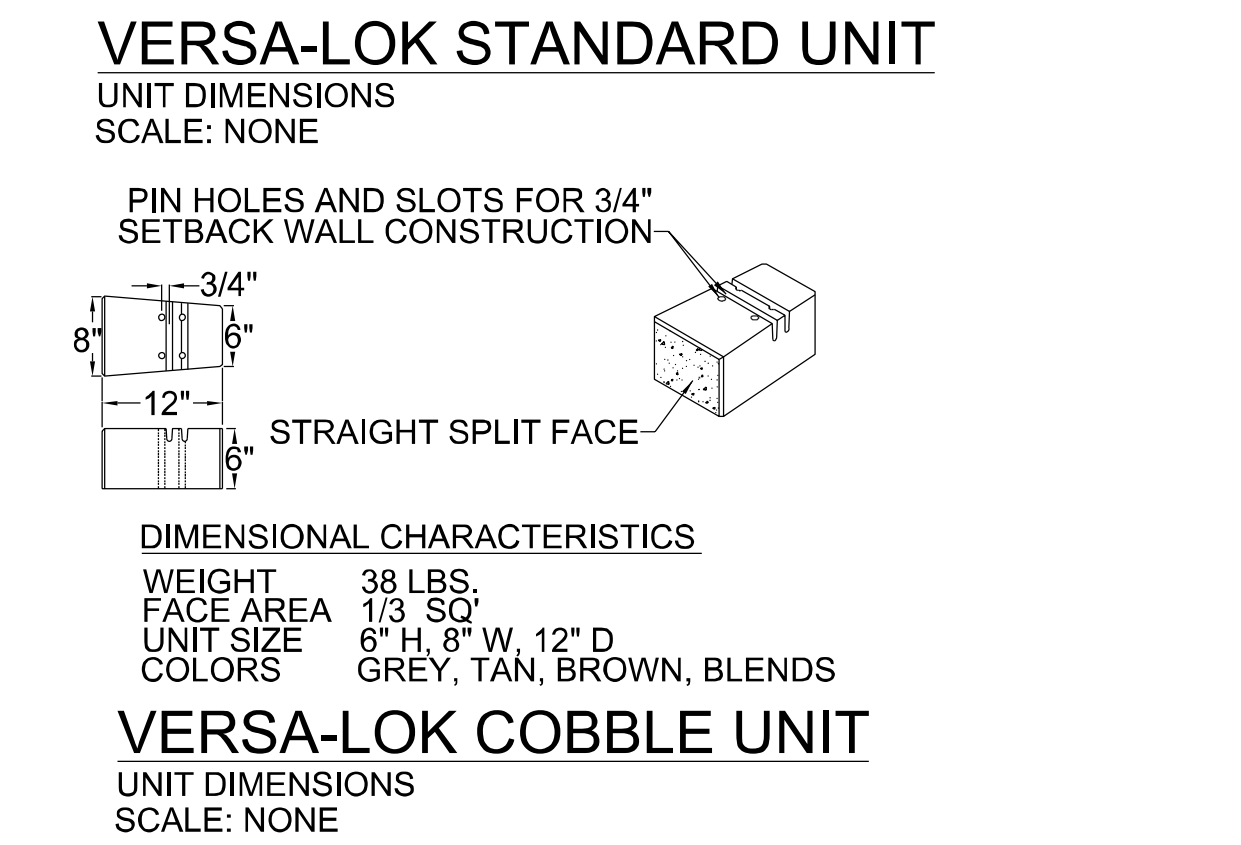 VERSA-LOK STANDARD UNIT
UNIT DIMENSIONS
SCALE: NONE
PIN HOLES AND SLOTS FOR 3/4"
SETBACK WALL CONSTRUCTION
3/4"
8"
6"
12"
STRAIGHT SPLIT FACE
6"
DIMENSIONAL CHARACTERISTICS
WEIGHT 38 LBS.
FACE AREA 1/3 SQ'
UNIT SIZE 6" H, 8" W, 12" D
COLORS GREY, TAN, BROWN, BLENDS
VERSA-LOK COBBLE UNIT
UNIT DIMENSIONS
SCALE: NONE